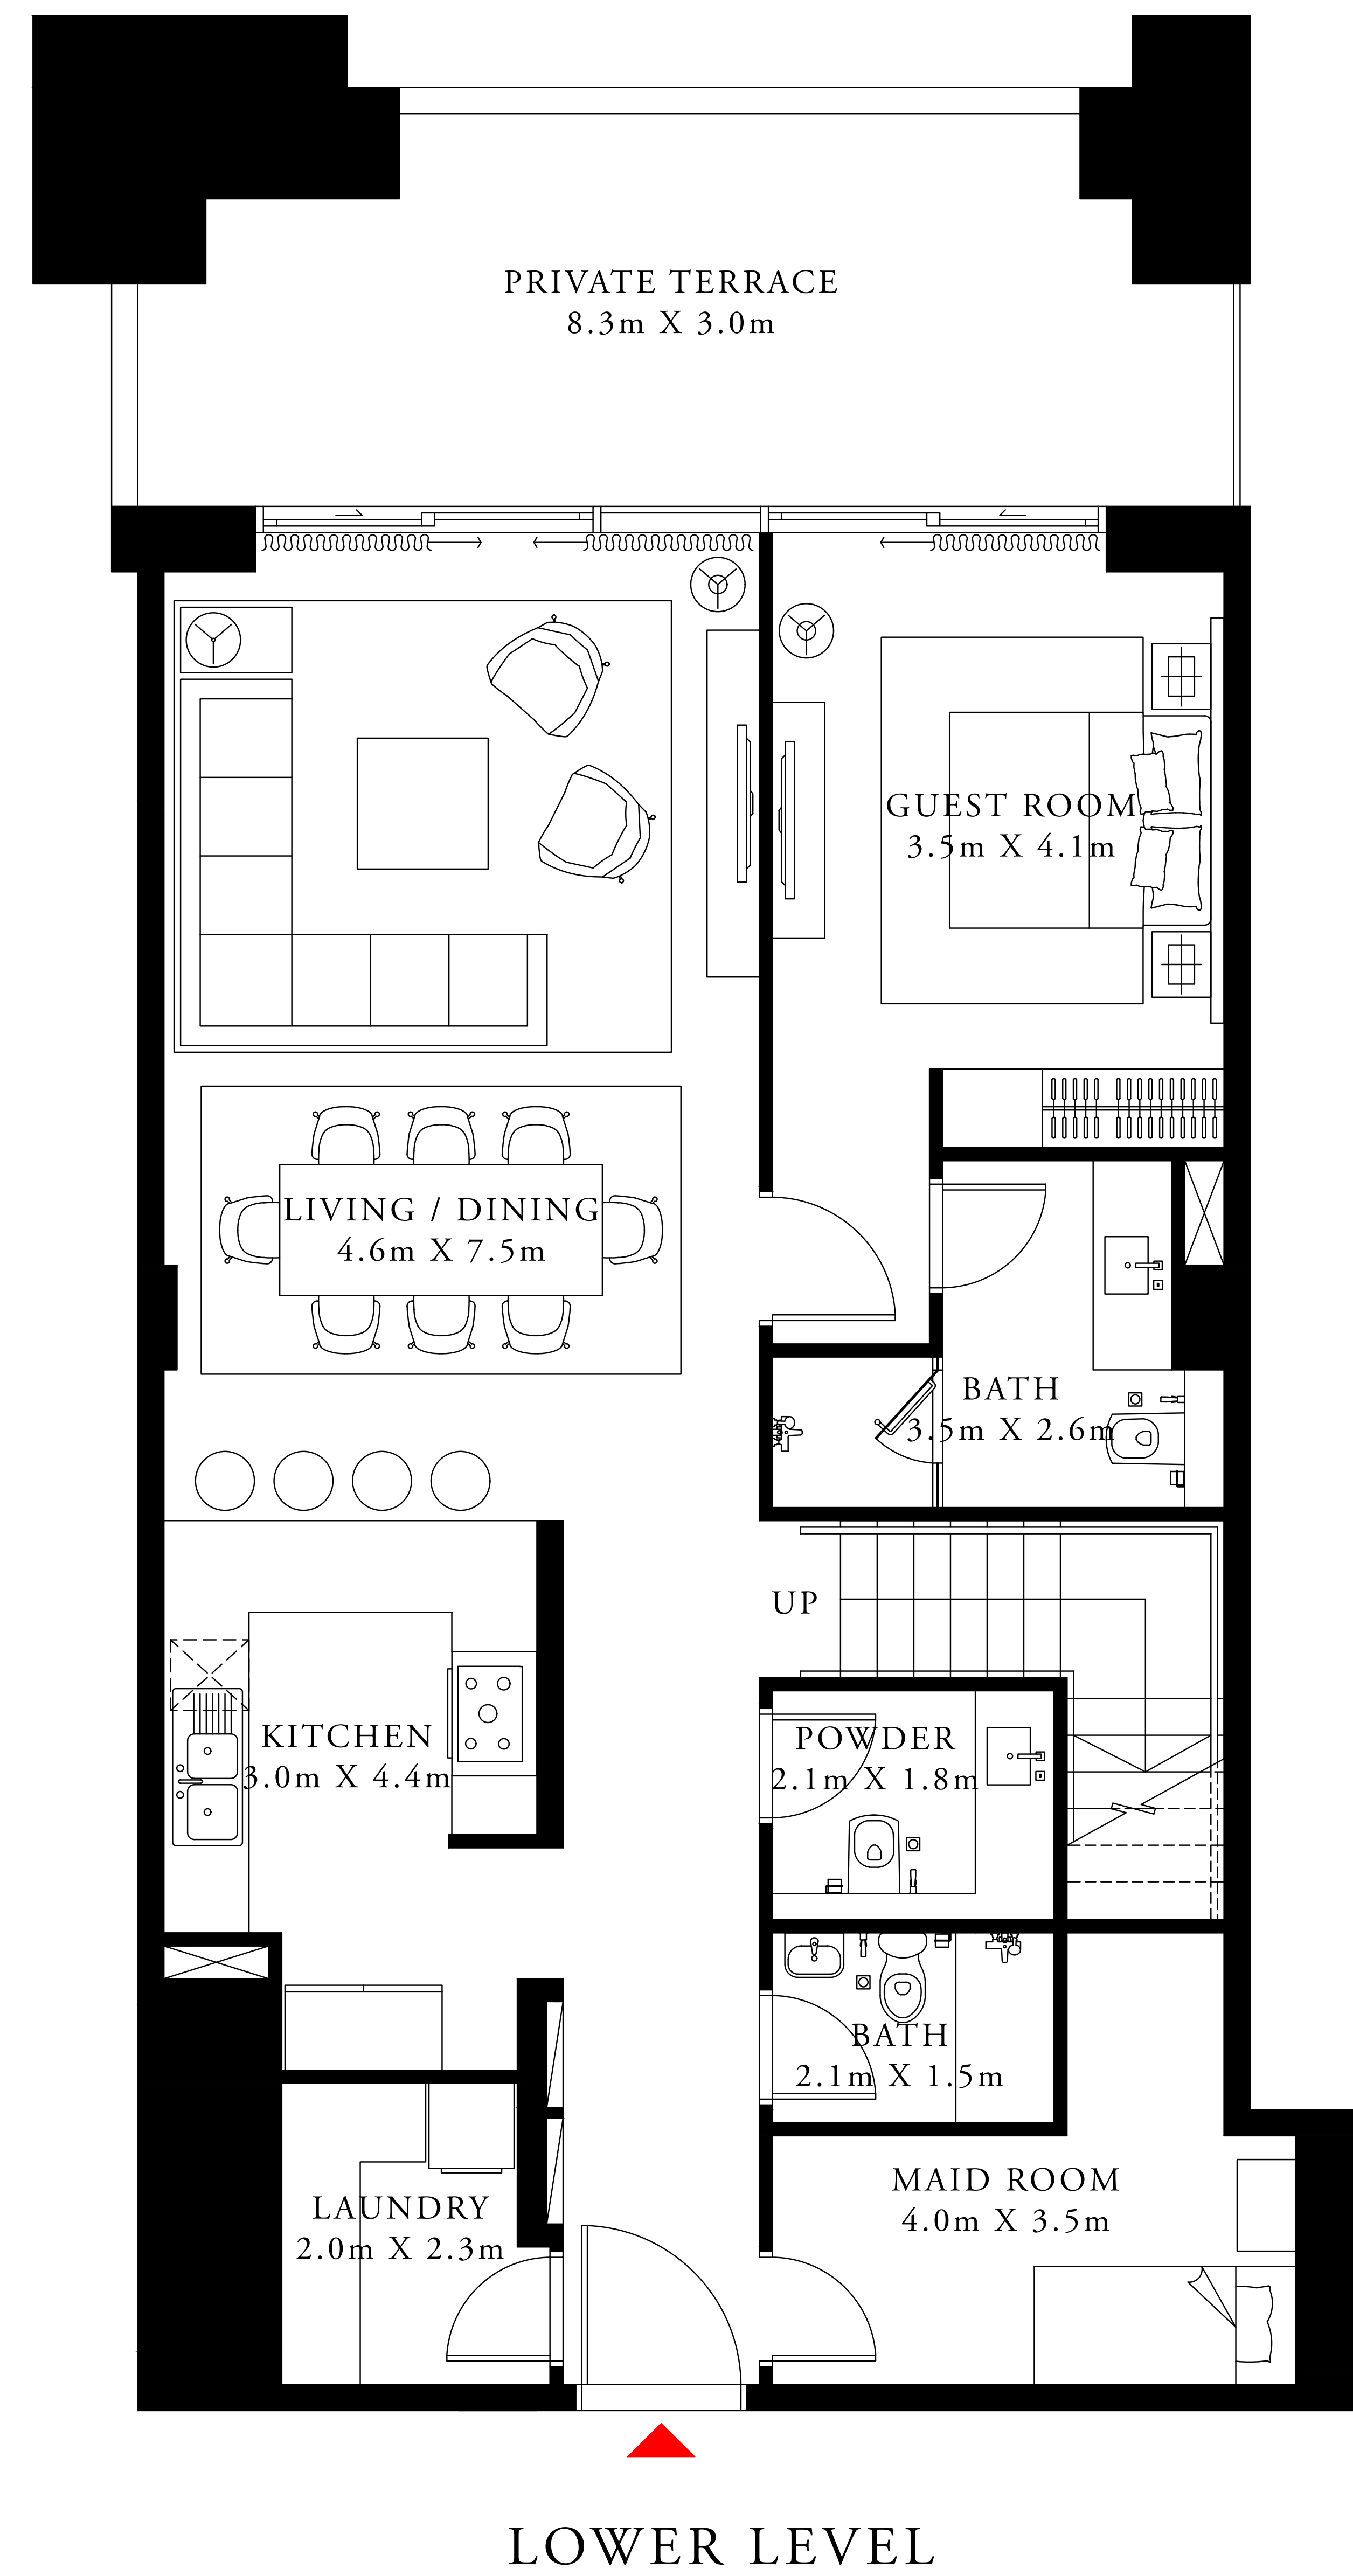 PRIVATE TERRACE
8.3m X 3.0m
GUEST ROOM
3.5m X 4.1m
LIVING / DINING
4.6m X 7.5m
BATH
3.5m X 2.6m
UP
KITCHEN
3.0m X 4.4m
POWDER
2.1m X 1.8m
BATH
2.1m X 1.5m
MAID ROOM
4.0m X 3.5m
LAUNDRY
2.0m X 2.3m
LOWER LEVEL